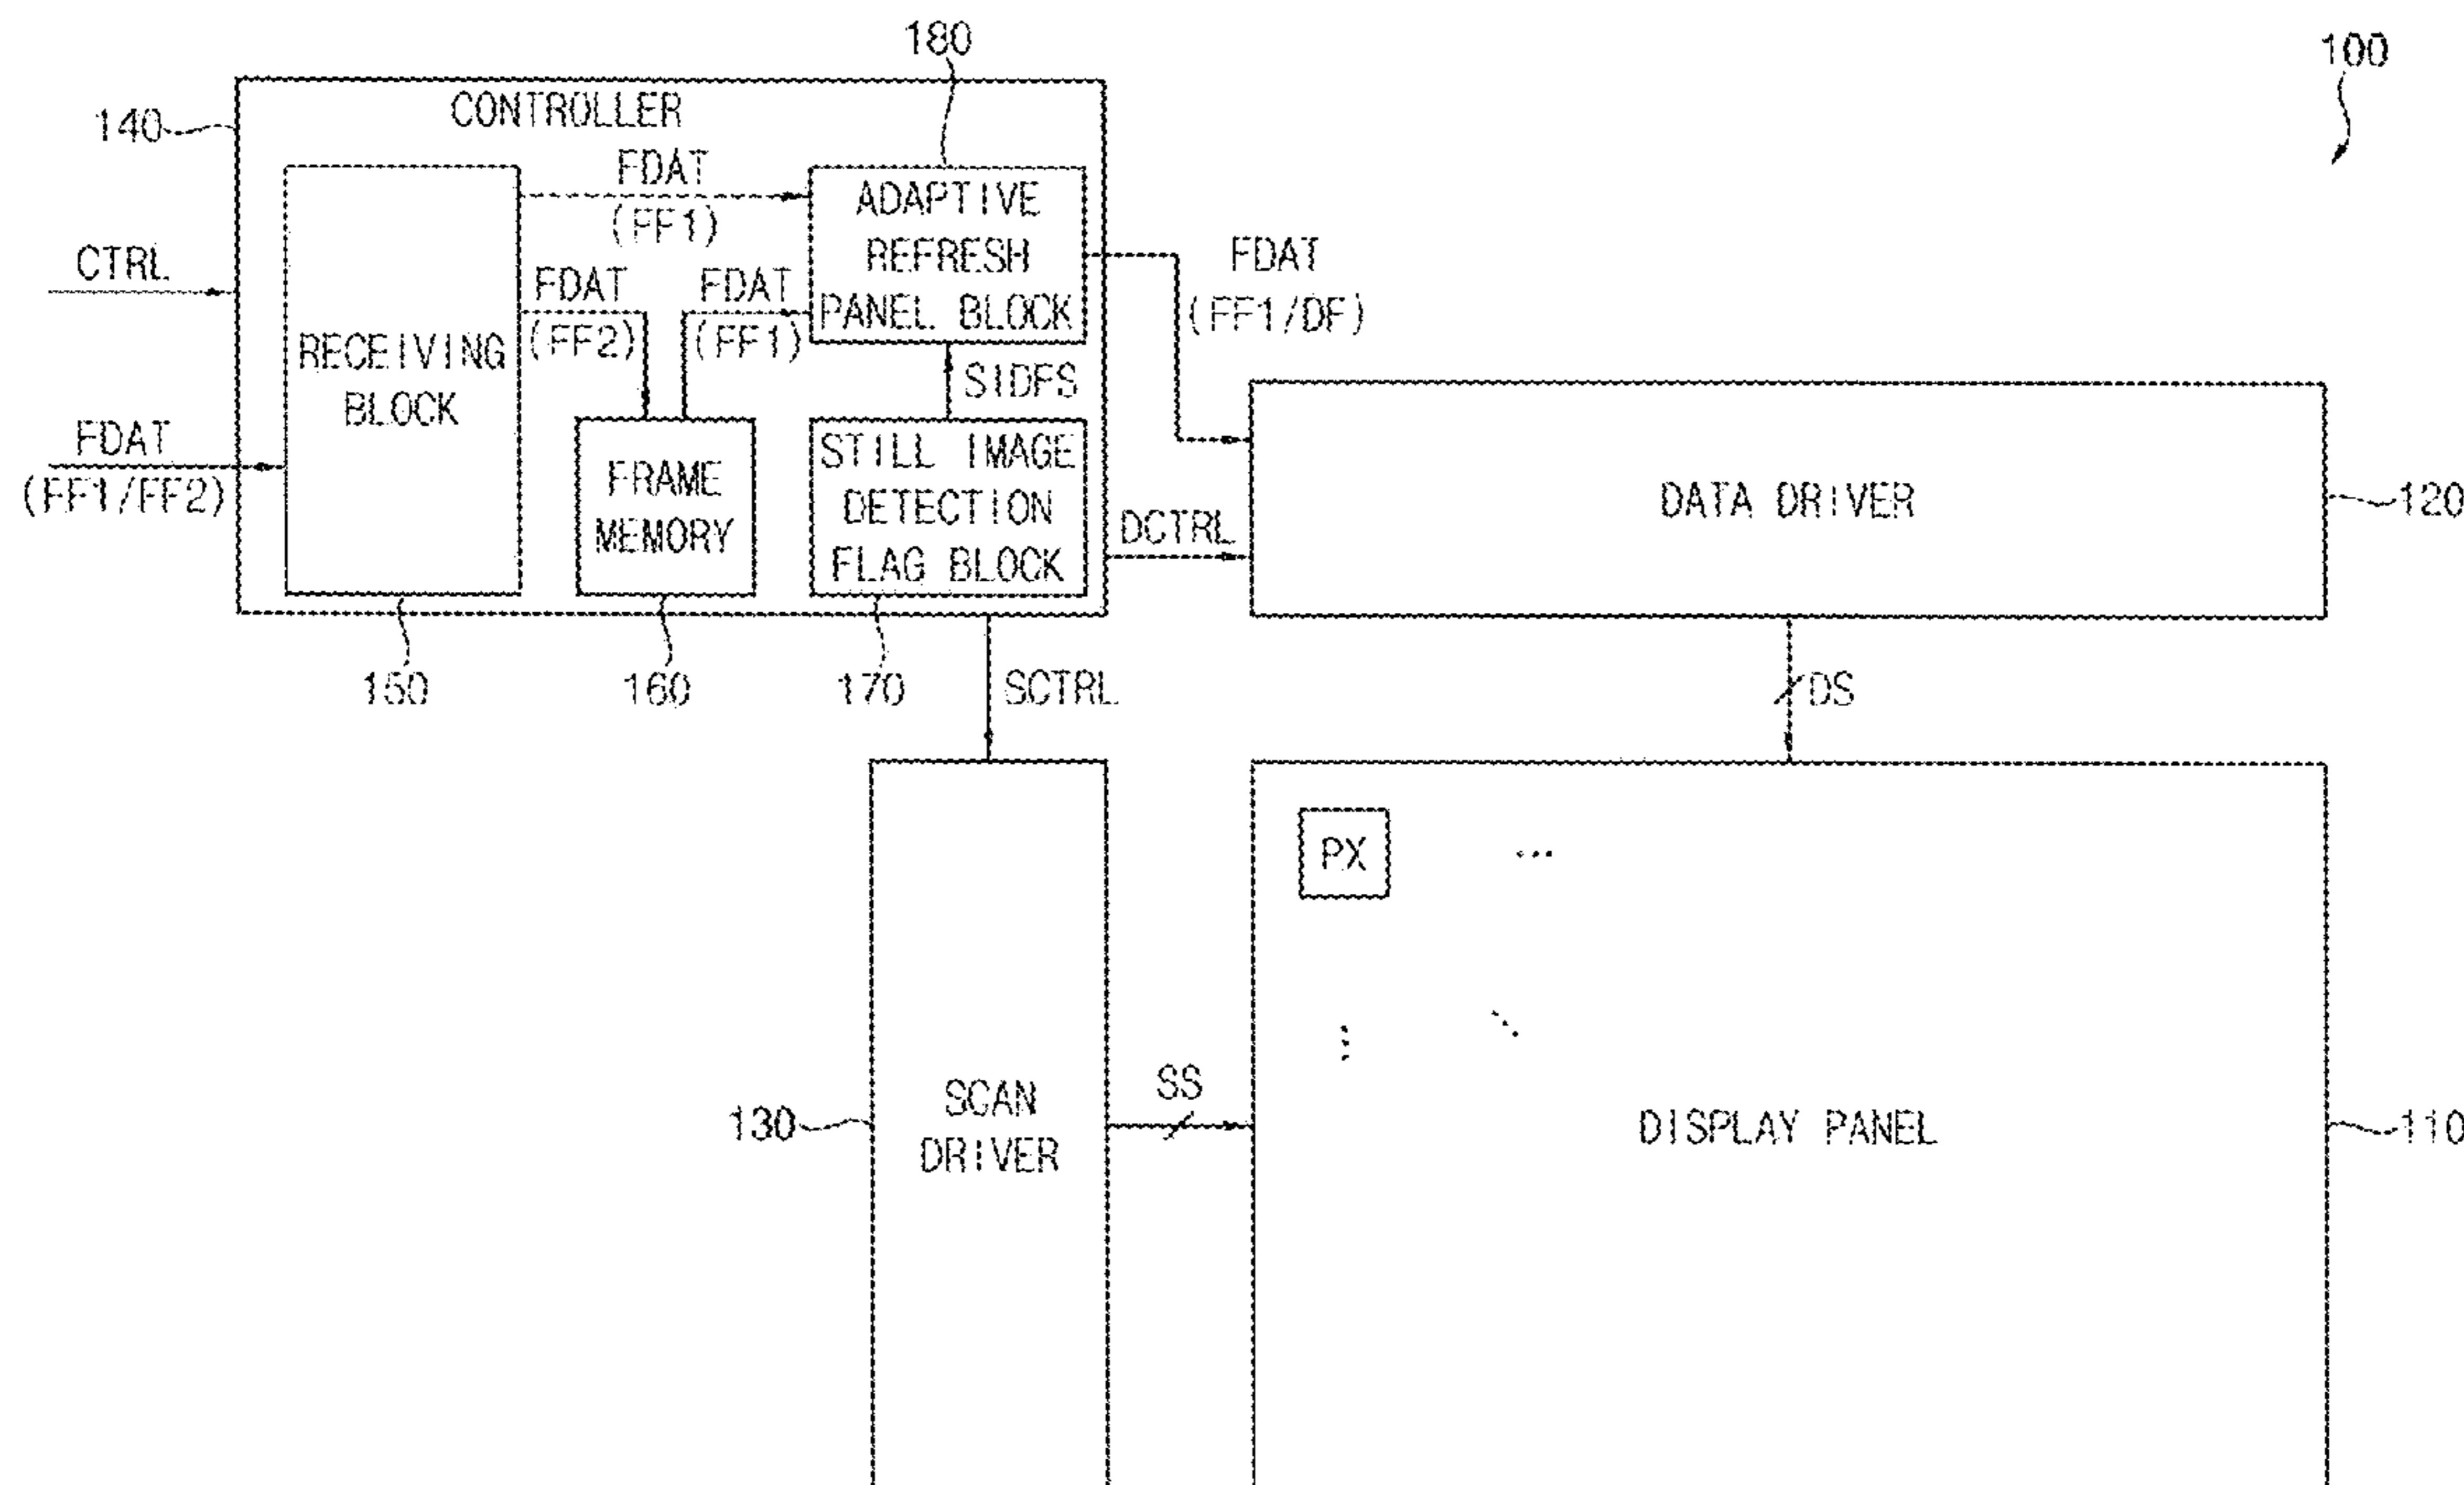 180
100
CONTROLLER
140
FDAT
(FF1)
ADAPTIVE
REFRESH
PANEL BLOCK
CTRL
FDAT
(FF2)
FDAT
(FF1)
FDAT
(FF1/DF)
RECEIVING
BLOCK
SIDFS
FDAT
(FF1/FF2)
FRAME
MEMORY
STILL IMAGE
DETECTION
FLAG BLOCK
DCTRL
DATA DRIVER
120
150
160
170
SCTRL
DS
PX
...
SCAN
DRIVER
130
SS
DISPLAY PANEL
110